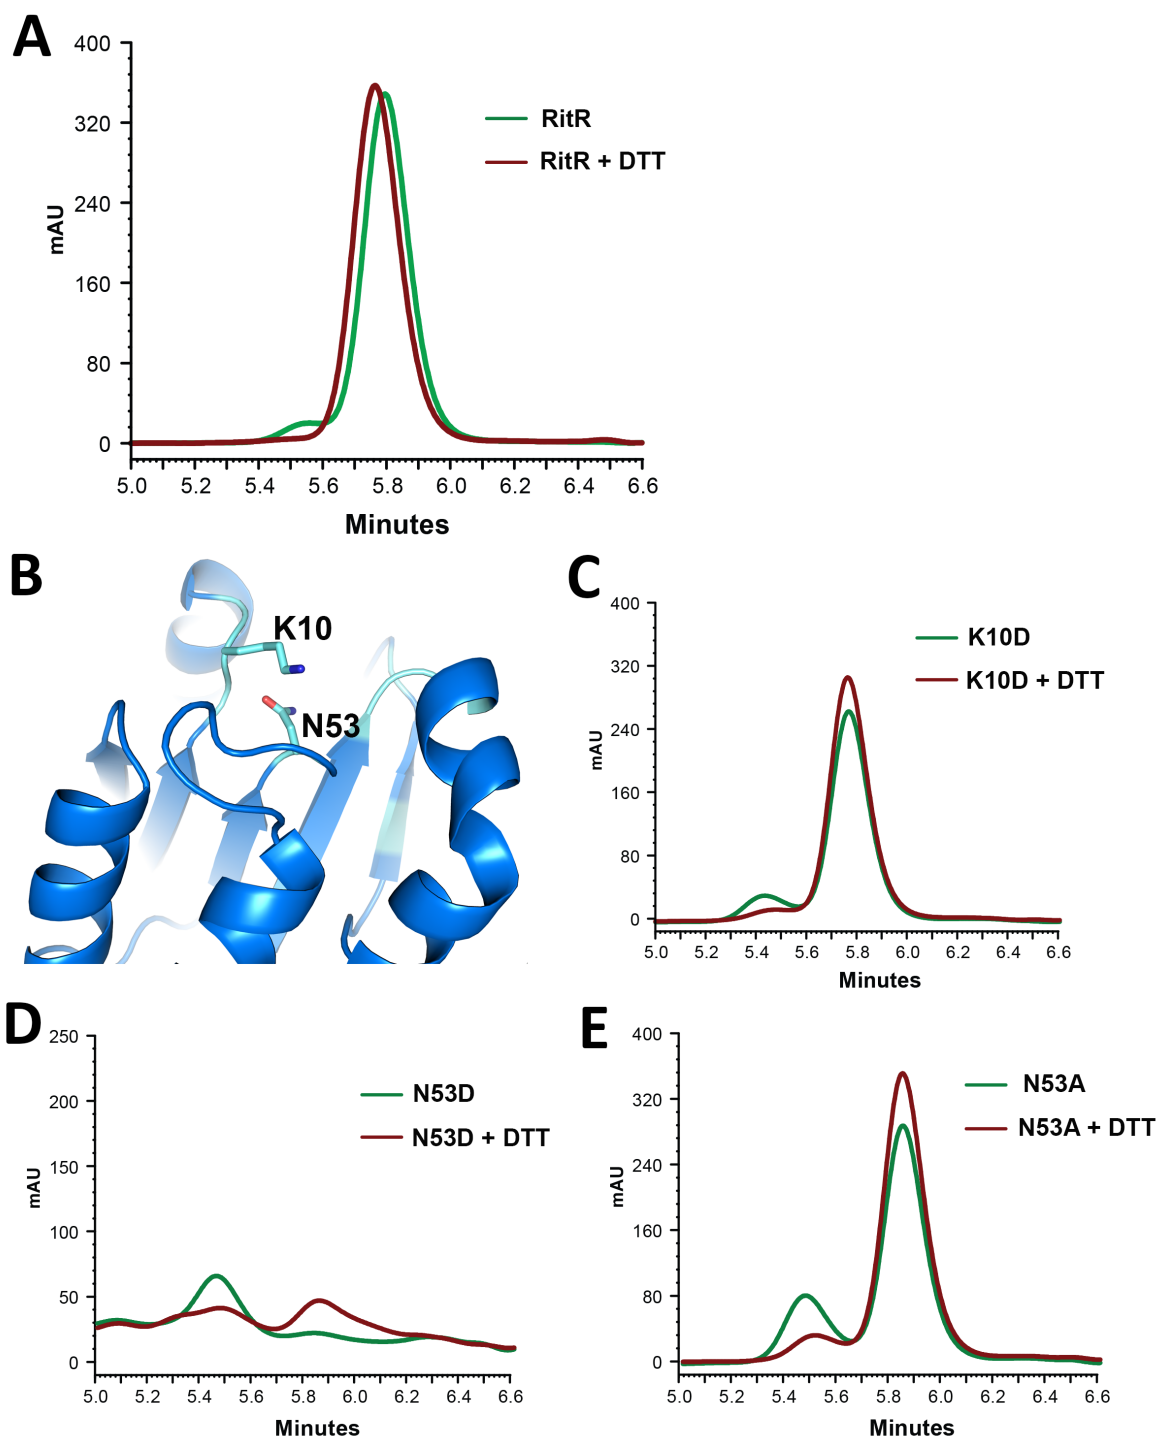 A
400
320
240
160
80
0
mAU
RitR
RitR + DTT
5.0 5.2 5.4 5.6 5.8 6.0 6.2 6.4 6.6
Minutes
B
K10
N53
C
400
320
240
160
80
0
mAU
K10D
K10D + DTT
5.0 5.2 5.4 5.6 5.8 6.0 6.2 6.4 6.6
Minutes
D
250
200
150
100
50
0
mAU
N53D
N53D + DTT
5.0 5.2 5.4 5.6 5.8 6.0 6.2 6.4 6.6
Minutes
E
400
320
240
160
80
0
mAU
N53A
N53A + DTT
5.0 5.2 5.4 5.6 5.8 6.0 6.2 6.4 6.6
Minutes